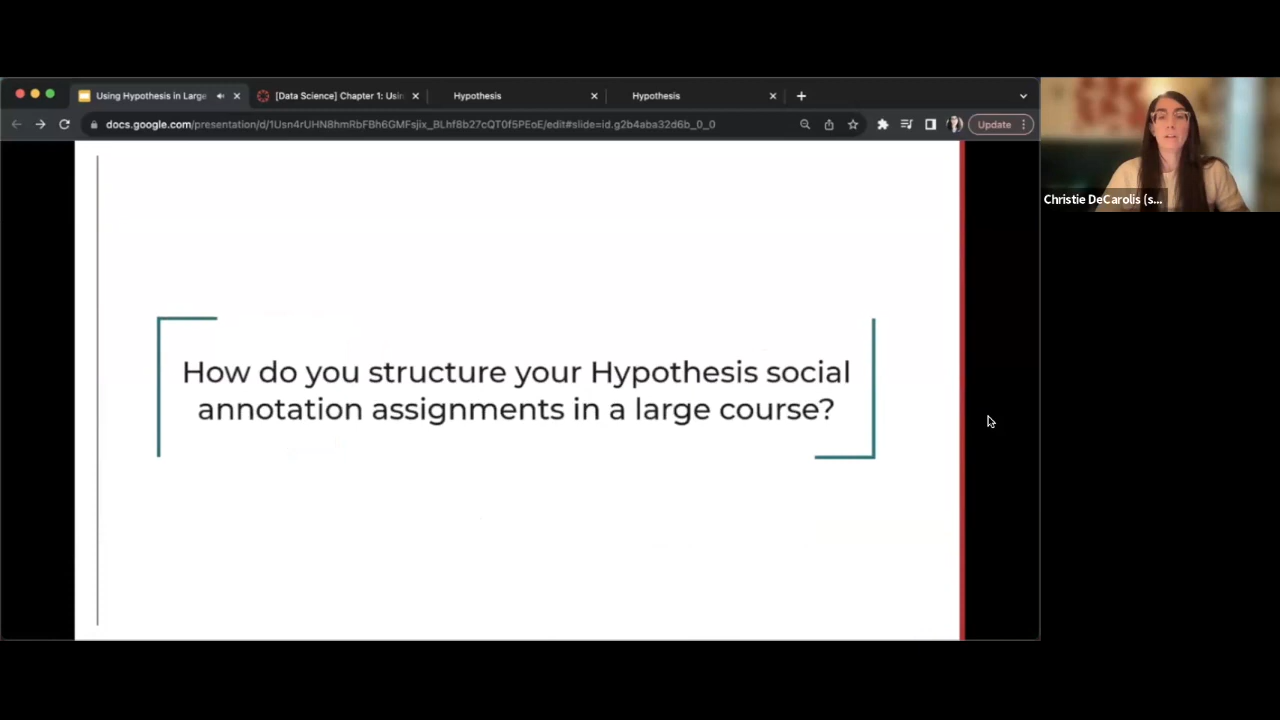 Using Hypothesis in Large
[Data Science] Chapter 1: Usin
Hypothesis
Hypothesis
docs.google.com/presentation/d/1Usn4rUHN8hmRbFBh6GMFsjix_BLhf8b27cQT0f5PEoE/edit#slide=id.g2b4aba32d6b_0_0
Update
Christie DeCarolis (s...
How do you structure your Hypothesis social
annotation assignments in a large course?